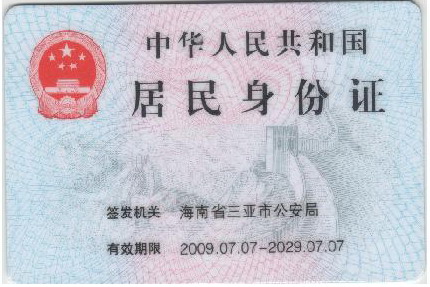 中华人民共和国
居民身份证
签发机关 海南省三亚市公安局
有效期限 2009.07.07-2029.07.07